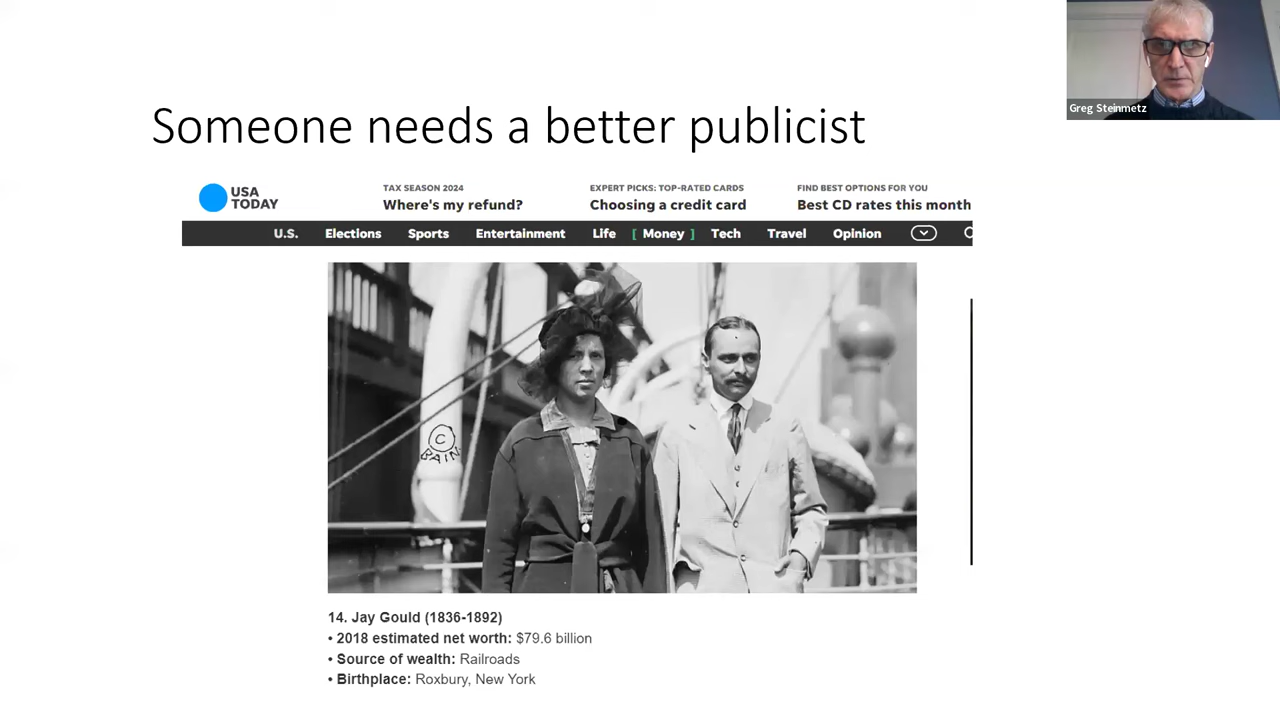 Greg Steinmetz
Someone needs a better publicist
USA
TODAY
TAX SEASON 2024
Where's my refund?
EXPERT PICKS: TOP-RATED CARDS
Choosing a credit card
FIND BEST OPTIONS FOR YOU
Best CD rates this month
U.S. Elections Sports Entertainment Life [ Money ] Tech Travel Opinion
C
BAIN
14. Jay Gould (1836-1892)
• 2018 estimated net worth: $79.6 billion
• Source of wealth: Railroads
• Birthplace: Roxbury, New York